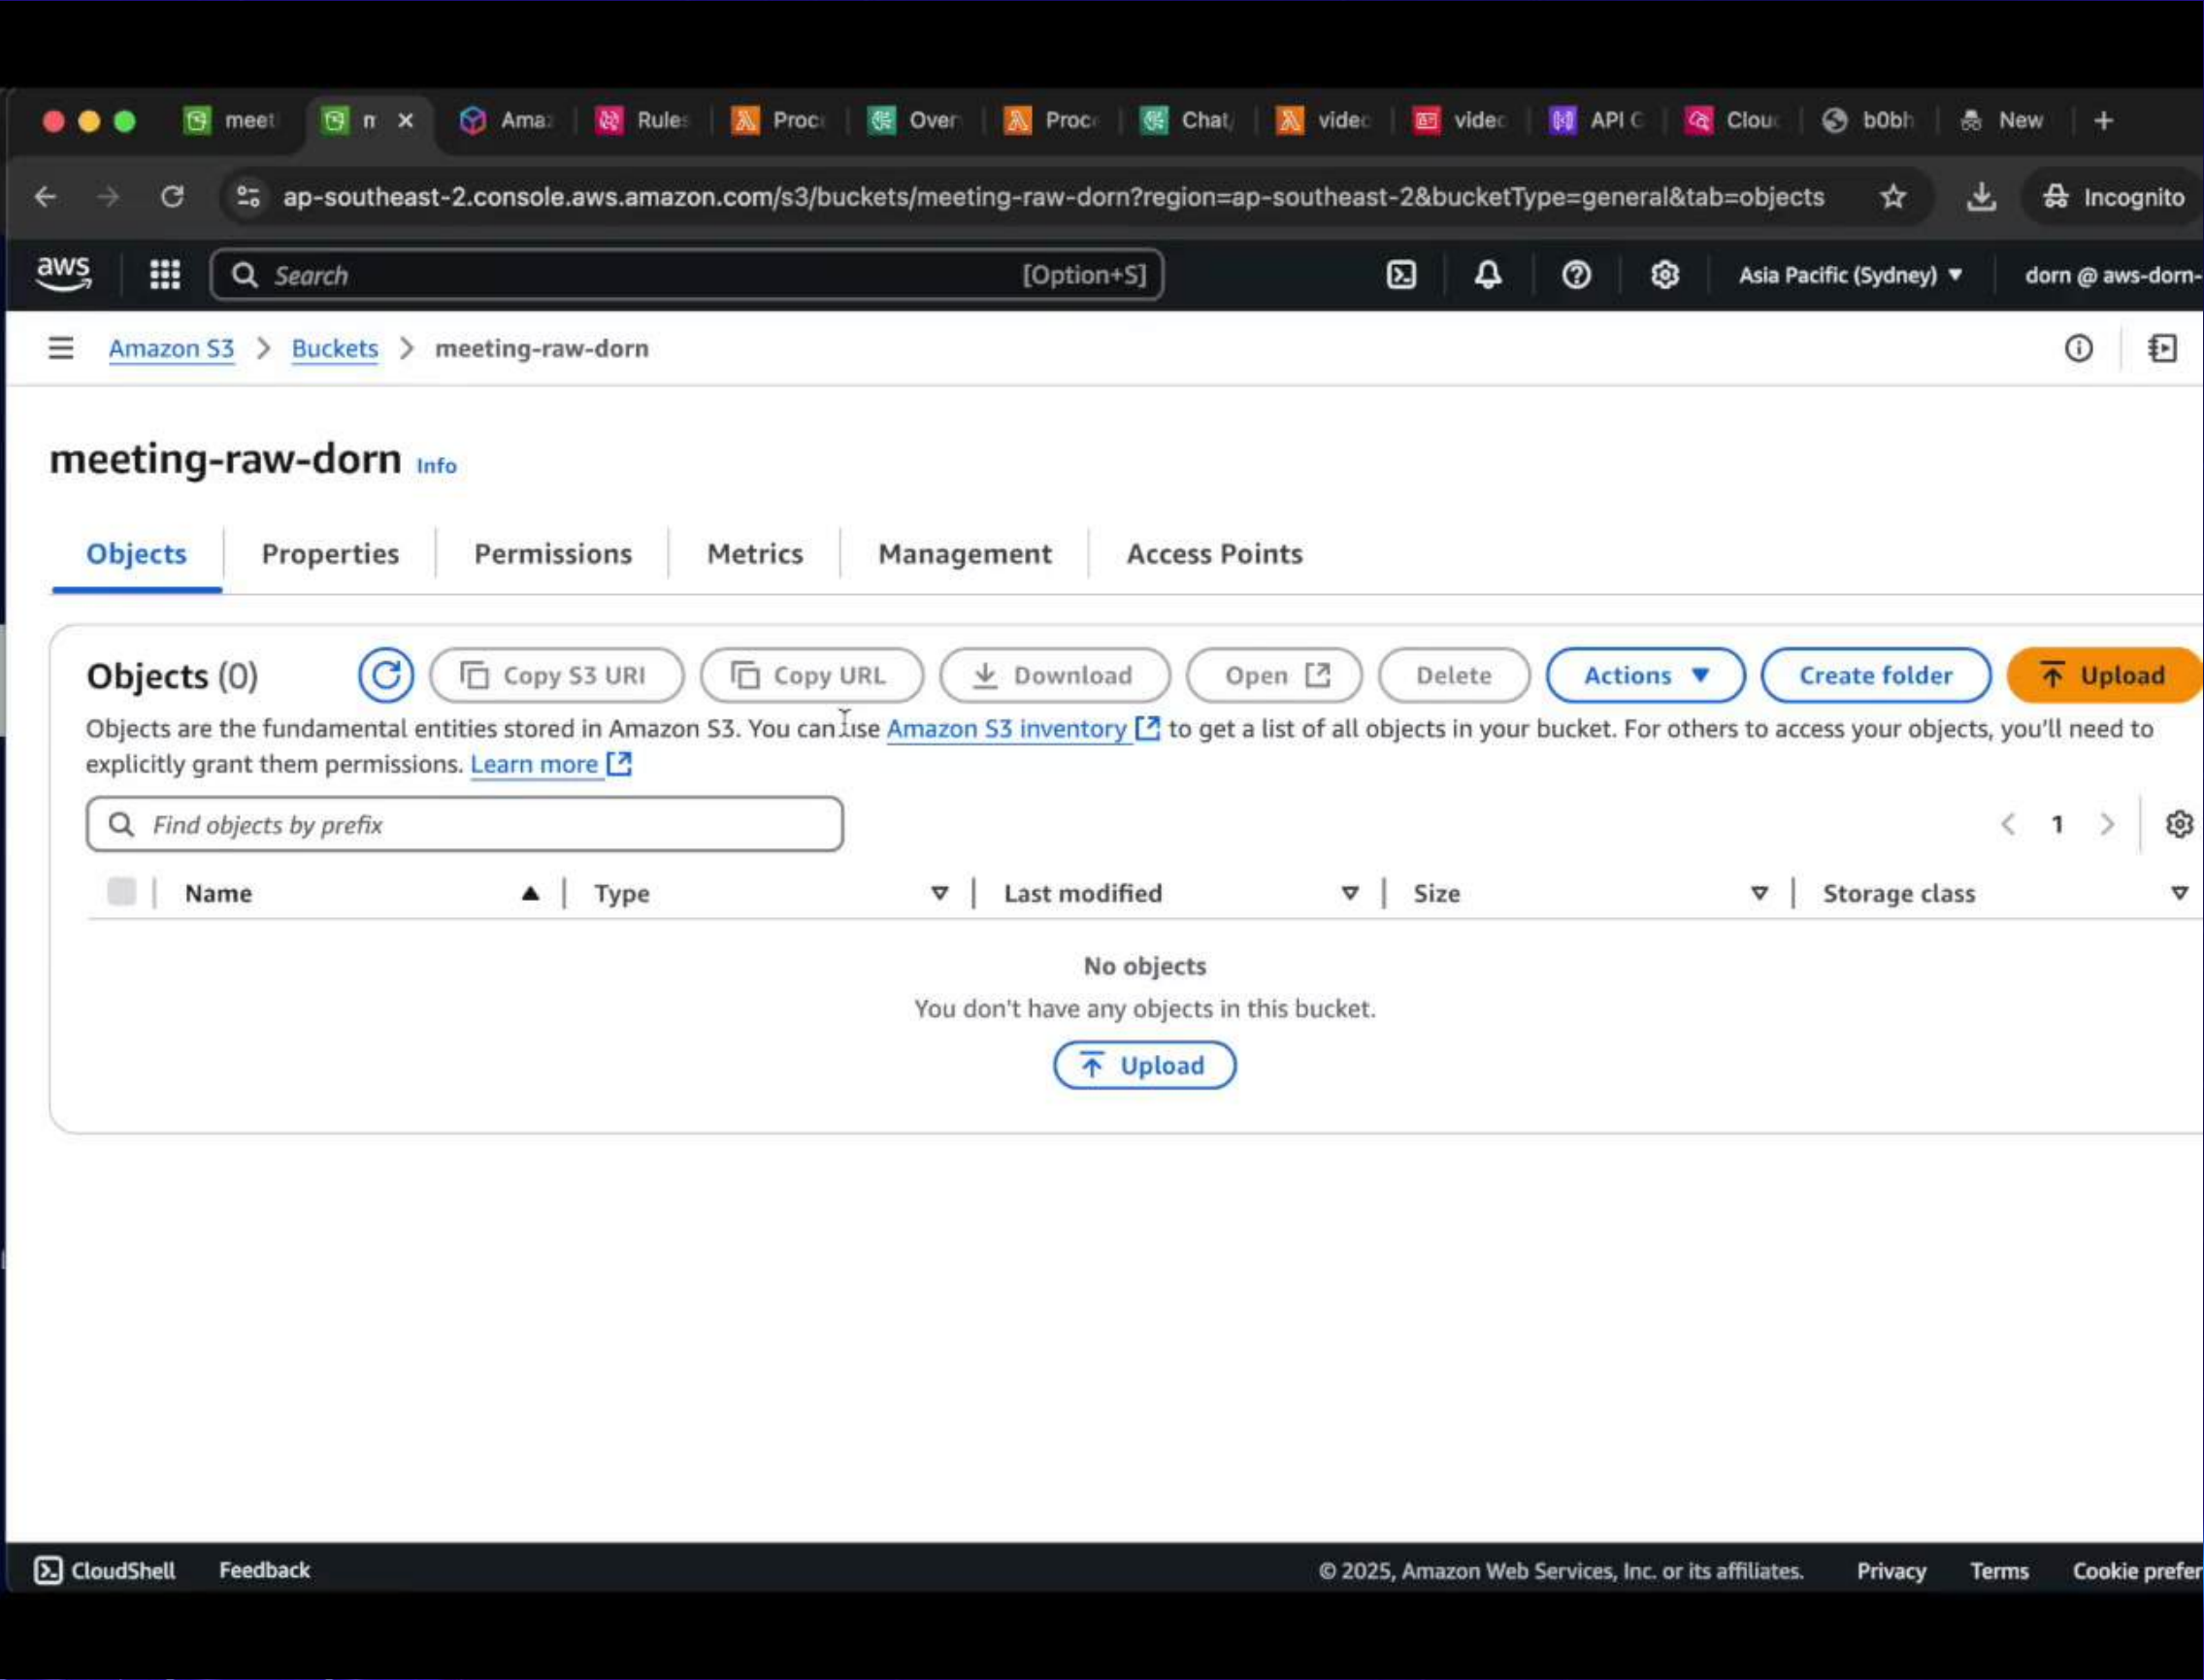 meet
Ama
Rules
Proc
Over
Proc
Chat
video
video
API
Clou
b0bh
New
ap-southeast-2.console.aws.amazon.com/s3/buckets/meeting-raw-dorn?region=ap-southeast-2&bucketType=general&tab=objects
Incognito
aws
Search
[Option+S]
Asia Pacific (Sydney)
dorn @ aws-dorn-
Amazon S3 > Buckets > meeting-raw-dorn
meeting-raw-dorn Info
Objects Properties Permissions Metrics Management Access Points
Objects (0)
Copy S3 URI
Copy URL
Download
Open
Delete
Actions
Create folder
Upload
Objects are the fundamental entities stored in Amazon S3. You can use Amazon S3 inventory to get a list of all objects in your bucket. For others to access your objects, you'll need to
explicitly grant them permissions. Learn more
Find objects by prefix
1
Name Type Last modified Size Storage class
No objects
You don't have any objects in this bucket.
Upload
CloudShell Feedback
© 2025, Amazon Web Services, Inc. or its affiliates. Privacy Terms Cookie prefer